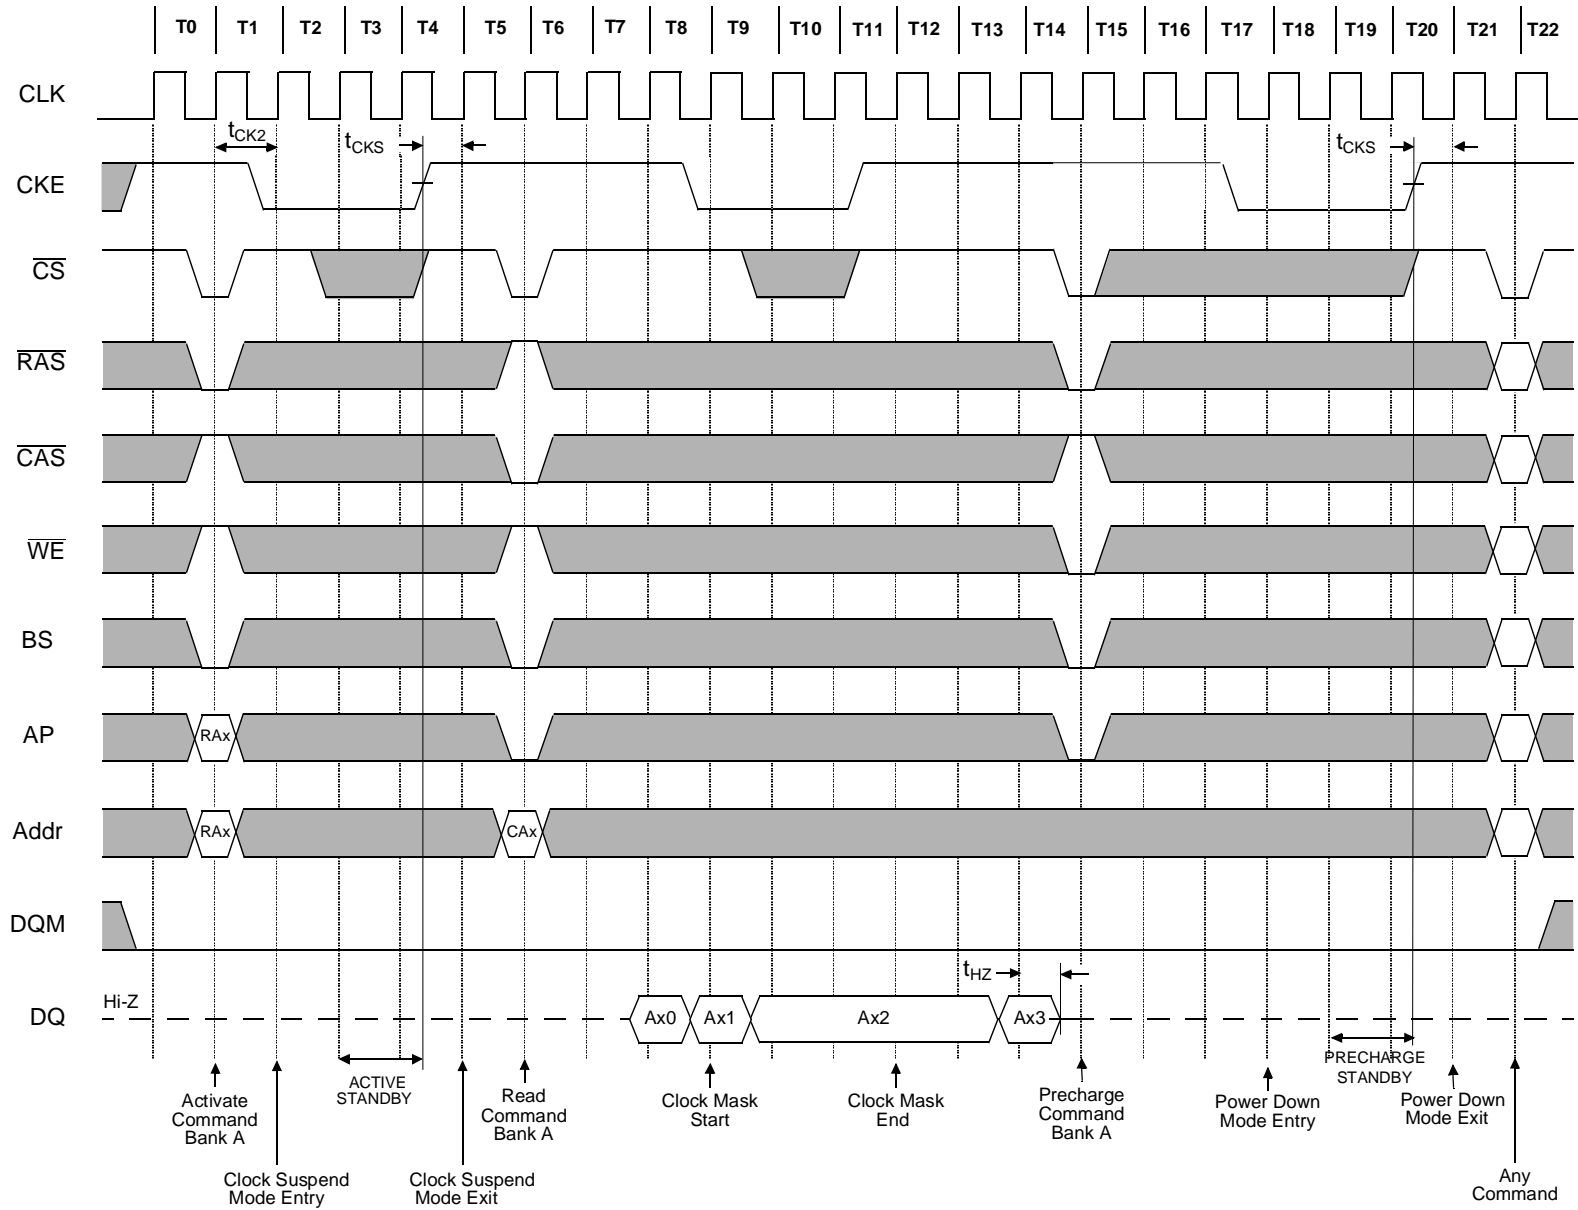 T0 T1 T2 T3 T4 T5 T6 T7 T8 T9 T10 T11 T12 T13 T14 T15 T16 T17 T18 T19 T20 T21 T22
CLK
tCK2 tCKS tCKS
CKE
CS
RAS
CAS
WE
BS
AP RAx
Addr RAx CAx
DQM
tHZ
Hi-Z
DQ Ax0 Ax1 Ax2 Ax3
ACTIVE
STANDBY
PRECHARGE
STANDBY
Activate
Command
Bank A
Read
Command
Bank A
Clock Mask
Start
Clock Mask
End
Precharge
Command
Bank A
Power Down
Mode Entry
Power Down
Mode Exit
Clock Suspend
Mode Entry
Clock Suspend
Mode Exit
Any
Command